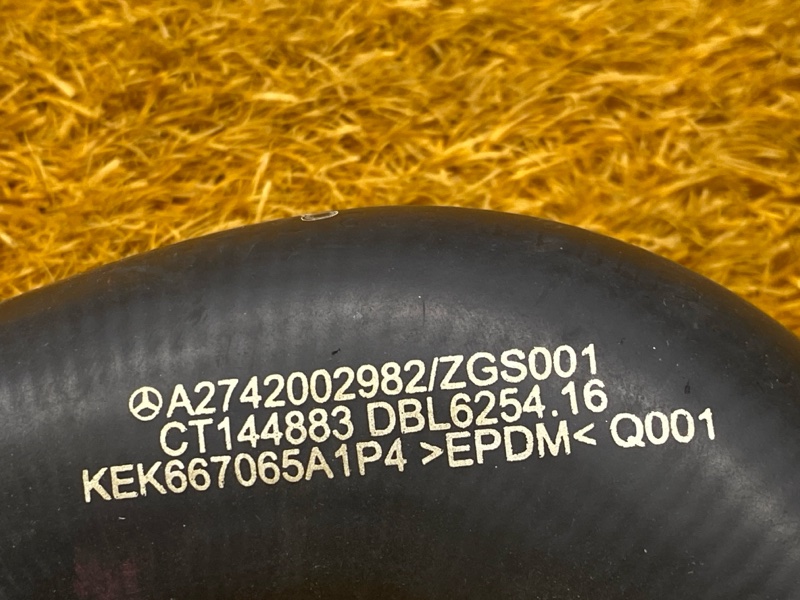 A2742002982/ZGS001
CT144883 DBL6254.16
KEK667065A1P4 >EPDM< Q001